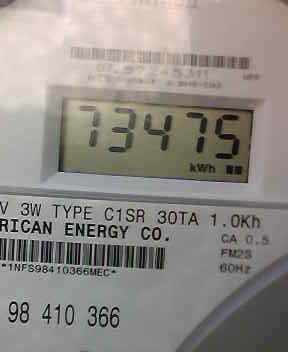 73475
kWh
V 3W TYPE C1SR 30TA 1.0Kh
RICAN ENERGY CO.
CA 0.5
FM2S
60Hz
*1NFS98410366MEC*
98 410 366